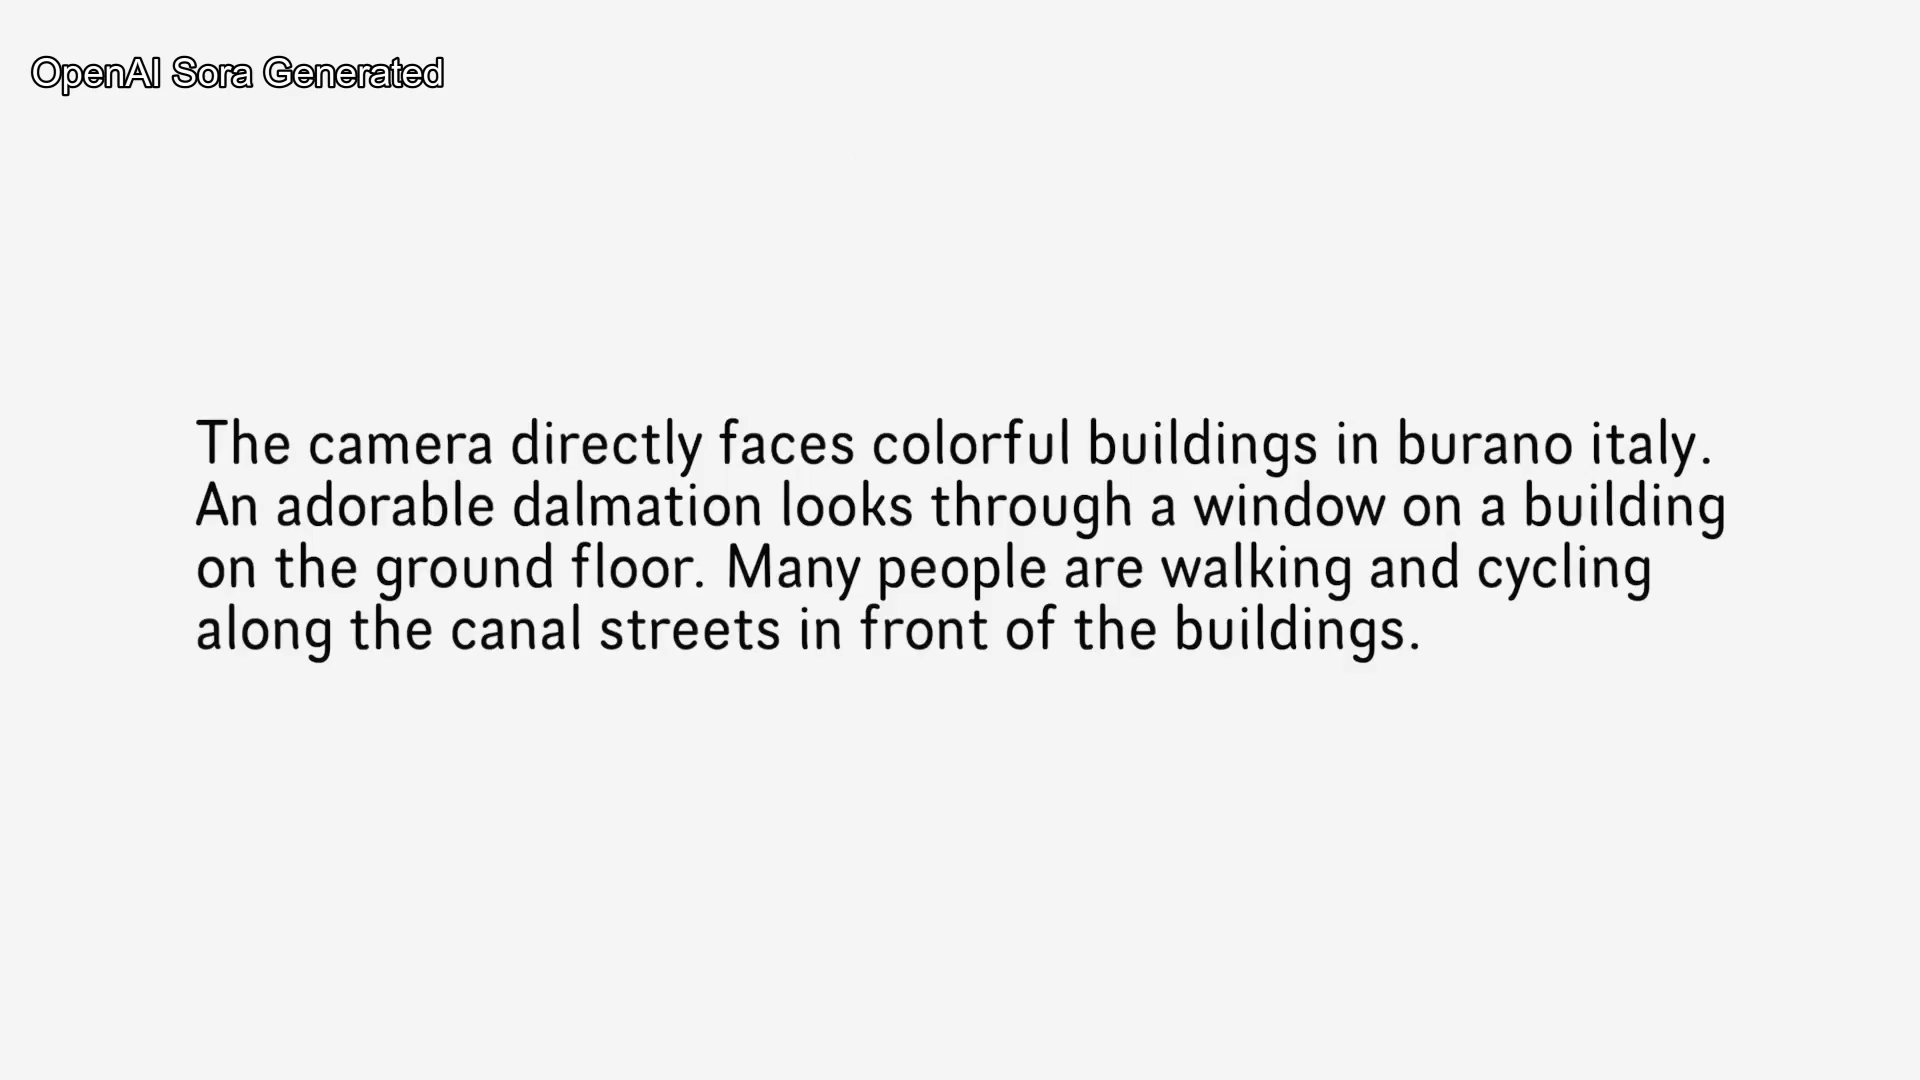 OpenAI Sora Generated
The camera directly faces colorful buildings in burano italy.
An adorable dalmation looks through a window on a building
on the ground floor. Many people are walking and cycling
along the canal streets in front of the buildings.